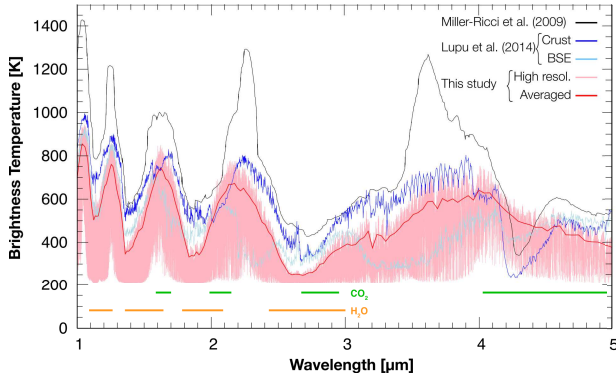 Miller-Ricci et al. (2009)
Lupu et al. (2014) { Crust
BSE
This study { High resol.
Averaged
Brightness Temperature [K]
1400
1200
1000
800
600
400
200
0
CO₂
H₂O
1 2 3 4 5
Wavelength [µm]